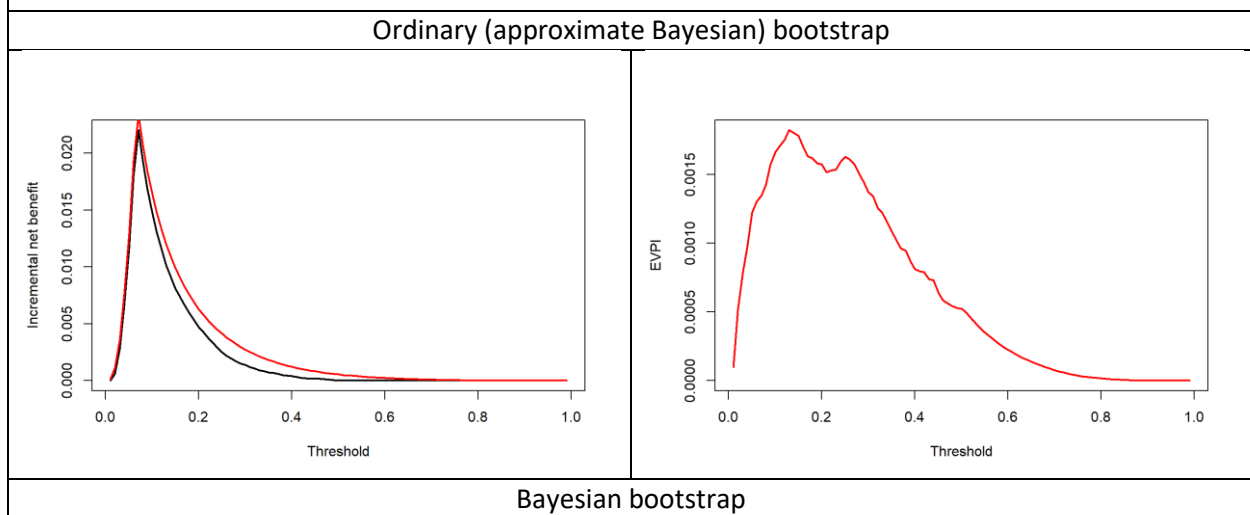 Ordinary (approximate Bayesian) bootstrap
Incremental net benefit
0.000 0.005 0.010 0.015 0.020
0.0 0.2 0.4 0.6 0.8 1.0
Threshold
EVPI
0.0000 0.0005 0.0010 0.0015
0.0 0.2 0.4 0.6 0.8 1.0
Threshold
Bayesian bootstrap